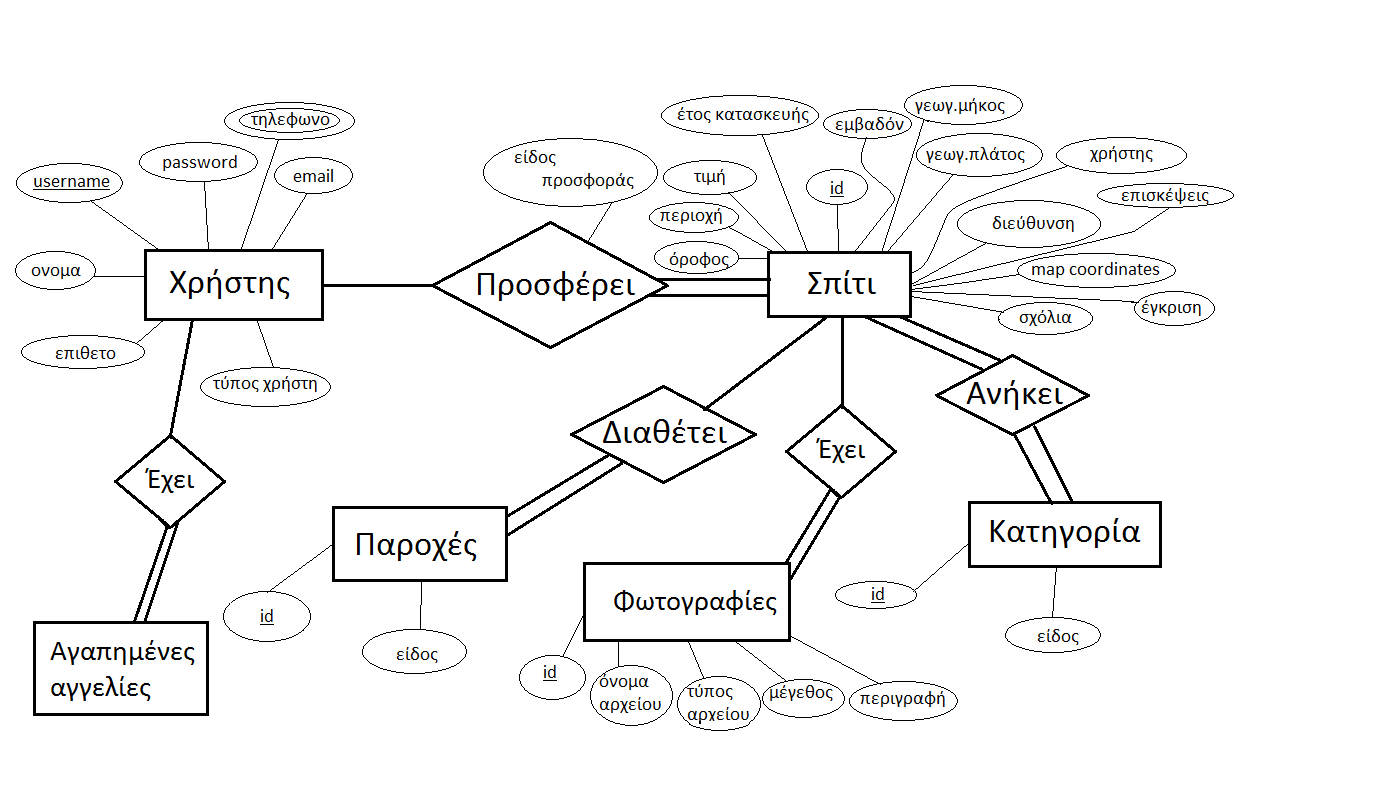 τηλεφωνο
username
password
email
ονομα
Χρήστης
επιθετο
τύπος χρήστη
είδος
προσφοράς
Προσφέρει
έτος κατασκευής
εμβαδόν
γεωγ.μήκος
γεωγ.πλάτος
χρήστης
τιμή
id
επισκέψεις
περιοχή
διεύθυνση
όροφος
Σπίτι
map coordinates
έγκριση
σχόλια
Έχει
Διαθέτει
Έχει
Ανήκει
Αγαπημένες
αγγελίες
Παροχές
id
είδος
Φωτογραφίες
id
όνομα
αρχείου
τύπος
αρχείου
μέγεθος
περιγραφή
Κατηγορία
id
είδος